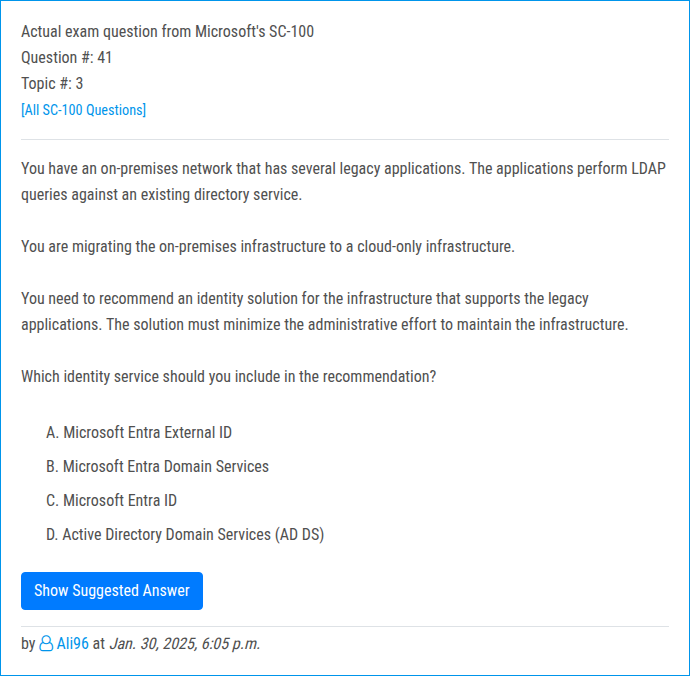 Actual exam question from Microsoft's SC-100
Question #: 41
Topic #: 3
[All SC-100 Questions]
You have an on-premises network that has several legacy applications. The applications perform LDAP
queries against an existing directory service.
You are migrating the on-premises infrastructure to a cloud-only infrastructure.
You need to recommend an identity solution for the infrastructure that supports the legacy
applications. The solution must minimize the administrative effort to maintain the infrastructure.
Which identity service should you include in the recommendation?
A. Microsoft Entra External ID
B. Microsoft Entra Domain Services
C. Microsoft Entra ID
D. Active Directory Domain Services (AD DS)
Show Suggested Answer
by Ali96 at Jan. 30, 2025, 6:05 p.m.